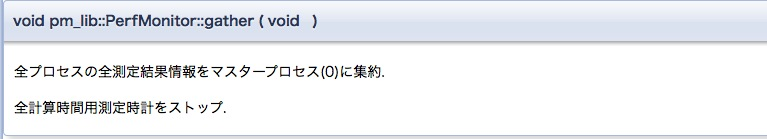 void pm_lib::PerfMonitor::gather ( void )
全プロセスの全測定結果情報をマスタープロセス(0)に集約.
全計算時間用測定時計をストップ.